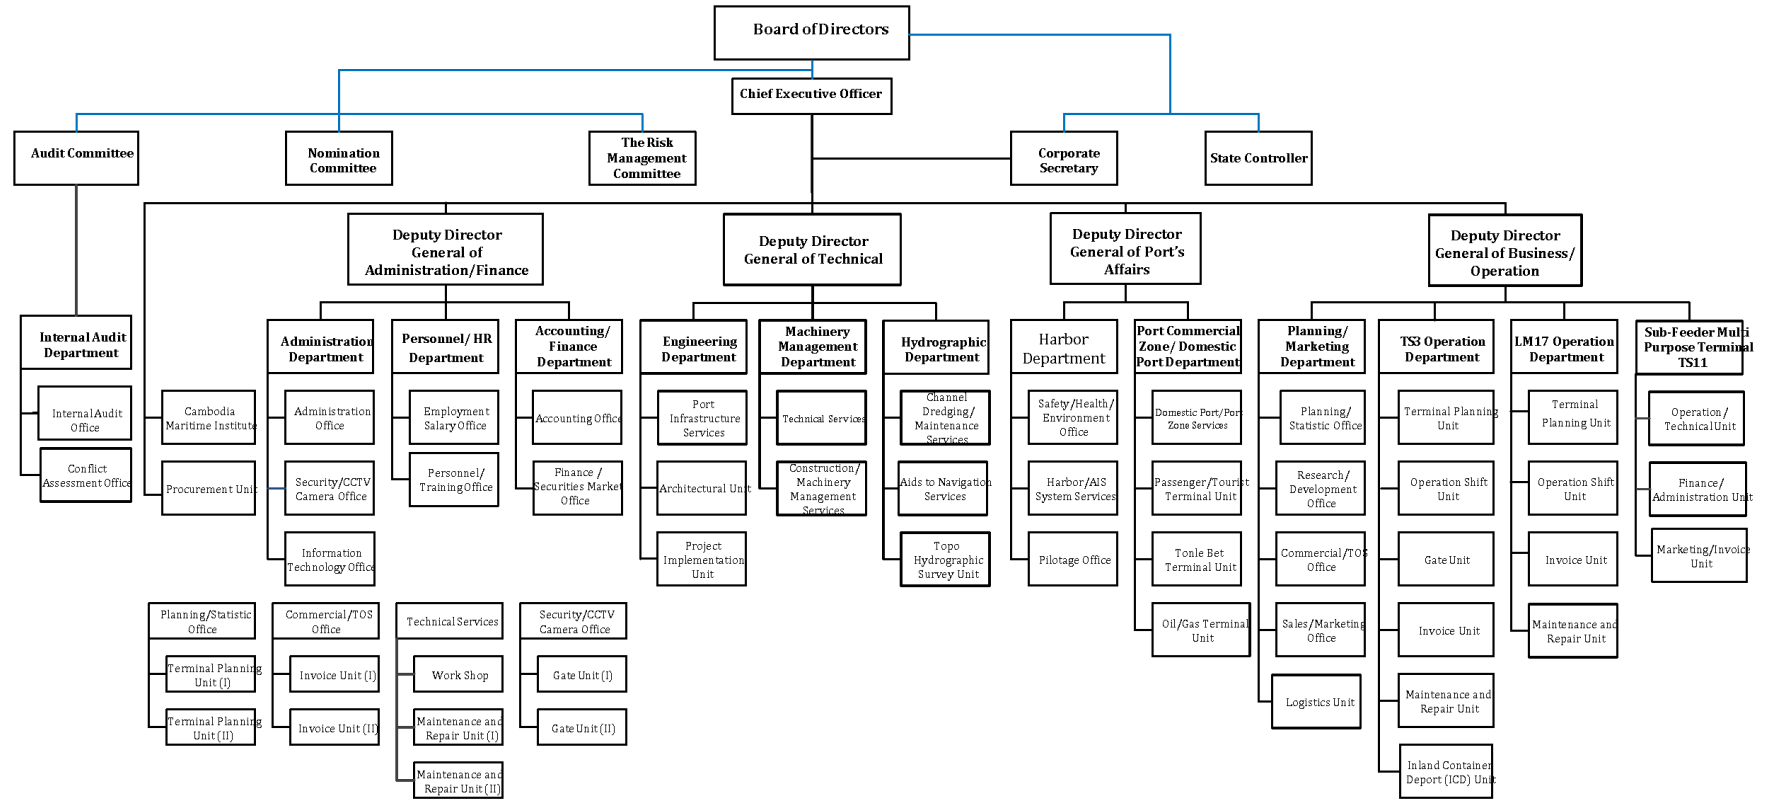 Board of Directors
Chief Executive Officer
Audit Committee
Nomination
Committee
The Risk
Management
Committee
Corporate
Secretary
State Controller
Deputy Director
General of
Administration/Finance
Deputy Director
General of Technical
Deputy Director
General of Port's
Affairs
Deputy Director
General of Business/
Operation
Internal Audit
Department
Internal Audit
Office
Conflict
Assessment Office
Cambodia
Maritime Institute
Procurement Unit
Administration
Department
Administration
Office
Security/CCTV
Camera Office
Information
Technology Office
Personnel/ HR
Department
Employment
Salary Office
Personnel/
Training Office
Accounting/
Finance
Department
Accounting Office
Finance /
Securities Market
Office
Engineering
Department
Port
Infrastructure
Services
Architectural Unit
Project
Implementation
Unit
Machinery
Management
Department
Technical Services
Construction/
Machinery
Management
Services
Hydrographic
Department
Channel
Dredging/
Maintenance
Services
Aids to Navigation
Services
Topo
Hydrographic
Survey Unit
Harbor
Department
Safety/Health/
Environment
Office
Harbor/AIS
System Services
Pilotage Office
Port Commercial
Zone/ Domestic
Port Department
Domestic Port/Port
Zone Services
Passenger/Tourist
Terminal Unit
Tonle Bet
Terminal Unit
Oil/Gas Terminal
Unit
Planning/
Marketing
Department
Planning/
Statistic Office
Research/
Development
Office
Commercial/TOS
Office
Sales/Marketing
Office
Logistics Unit
TS3 Operation
Department
Terminal Planning
Unit
Operation Shift
Unit
Gate Unit
Invoice Unit
Maintenance and
Repair Unit
Inland Container
Deport (ICD) Unit
LM17 Operation
Department
Terminal
Planning Unit
Operation Shift
Unit
Invoice Unit
Maintenance and
Repair Unit
Sub-Feeder Multi
Purpose Terminal
TS11
Operation/
Technical Unit
Finance/
Administration Unit
Marketing/Invoice
Unit
Planning/Statistic
Office
Terminal Planning
Unit (I)
Terminal Planning
Unit (II)
Commercial/TOS
Office
Invoice Unit (I)
Invoice Unit (II)
Technical Services
Work Shop
Maintenance and
Repair Unit (I)
Maintenance and
Repair Unit (II)
Security/CCTV
Camera Office
Gate Unit (I)
Gate Unit (II)